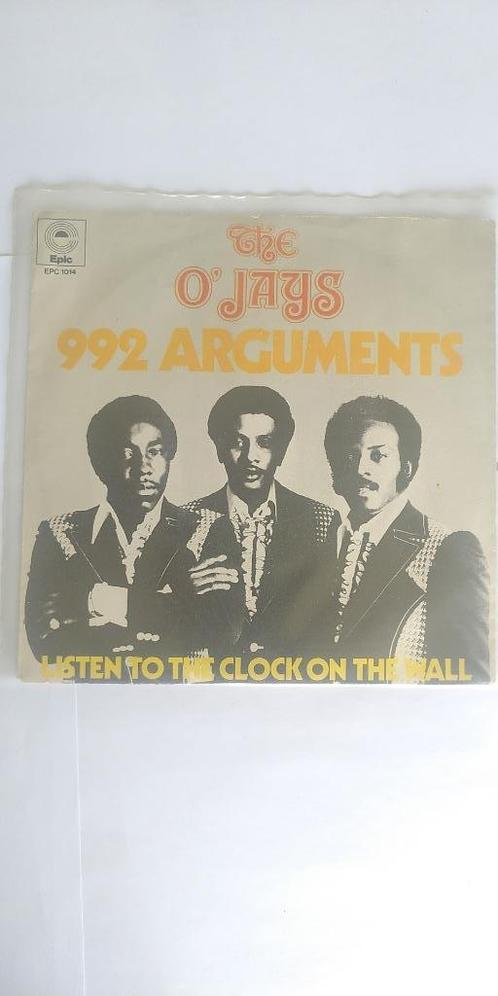 Epic
EPC 1014
The
O'JAYS
992 ARGUMENTS
LISTEN TO THE CLOCK ON THE WALL